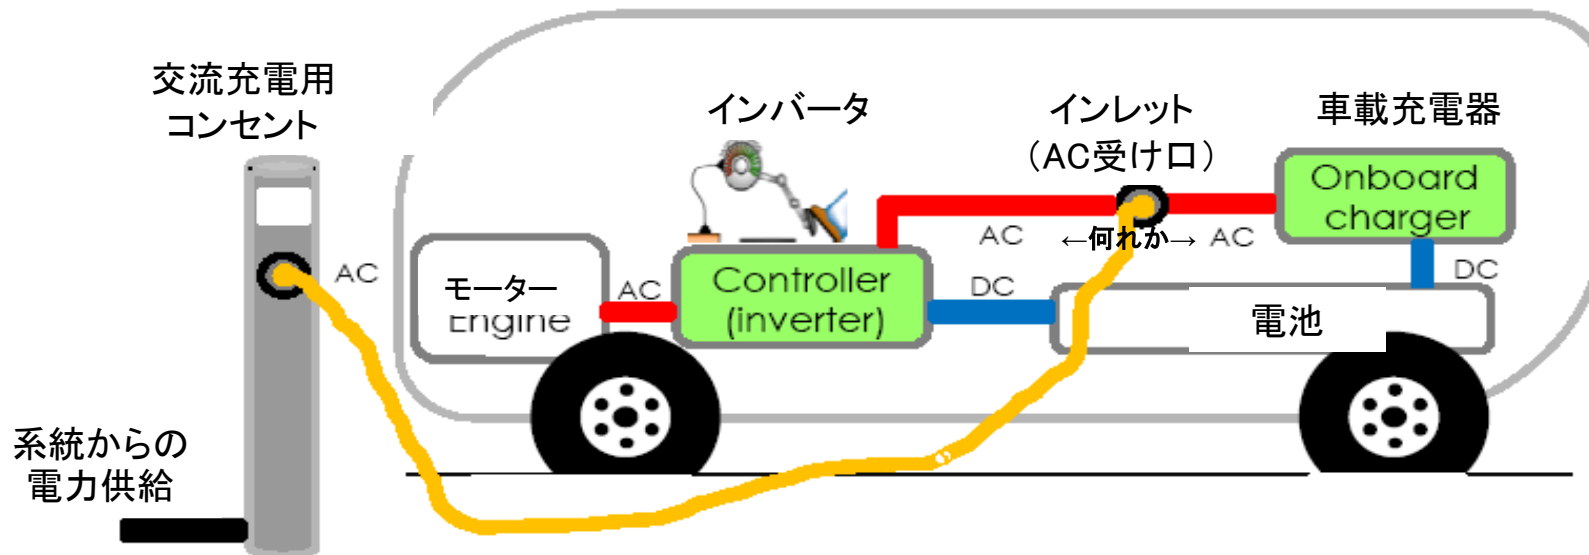 交流充電用
コンセント
インバータ
インレット
（AC受け口）
車載充電器
Onboard
charger
AC
←何れか→
AC
AC
DC
モーター
Engine
AC
Controller
(inverter)
DC
電池
系統からの
電力供給